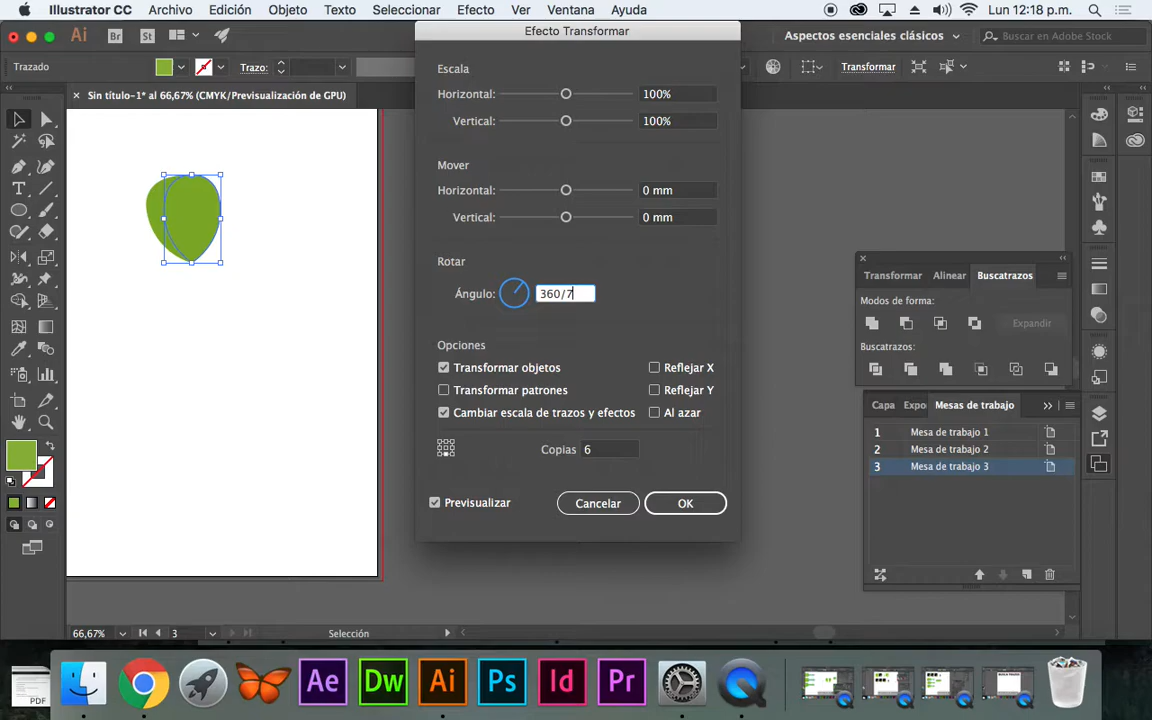 Illustrator CC Archivo Edición Objeto Texto Seleccionar Efecto Ver Ventana Ayuda Lun 12:18 p.m.
Efecto Transformar
Ai Br St Aspectos esenciales clásicos Buscar en Adobe Stock
Trazado Trazo: Transformar
Sin título-1* al 66,67% (CMYK/Previsualización de GPU)
Escala
Horizontal: 100%
Vertical: 100%
Mover
Horizontal: 0 mm
Vertical: 0 mm
Rotar
Ángulo: 360/7
Opciones
Transformar objetos Reflejar X
Transformar patrones Reflejar Y
Cambiar escala de trazos y efectos Al azar
Copias 6
Previsualizar Cancelar OK
Transformar Alinear Buscatrazos
Modos de forma:
Expandir
Buscatrazos:
Capa Expo Mesas de trabajo
1 Mesa de trabajo 1
2 Mesa de trabajo 2
3 Mesa de trabajo 3
66,67% 3 Selección
PDF Ae Dw Ai Ps Id Pr